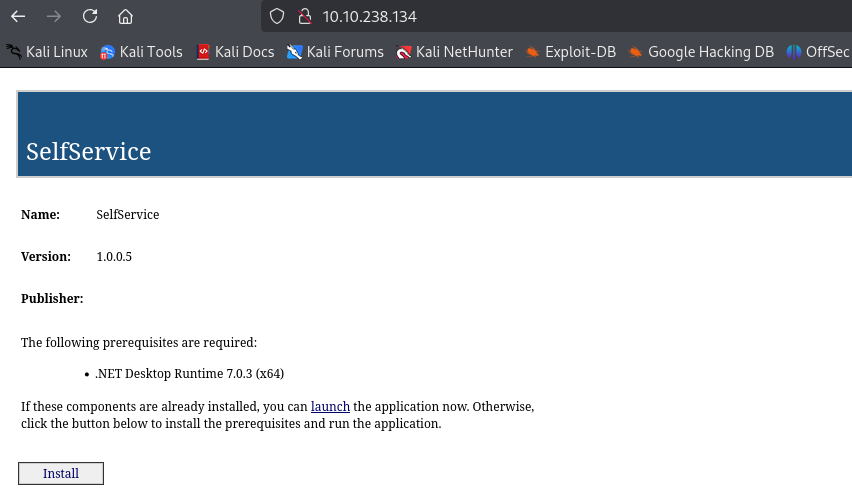 10.10.238.134
Kali Linux Kali Tools Kali Docs Kali Forums Kali NetHunter Exploit-DB Google Hacking DB OffSec
SelfService
Name: SelfService
Version: 1.0.0.5
Publisher:
The following prerequisites are required:
• .NET Desktop Runtime 7.0.3 (x64)
If these components are already installed, you can launch the application now. Otherwise,
click the button below to install the prerequisites and run the application.
Install